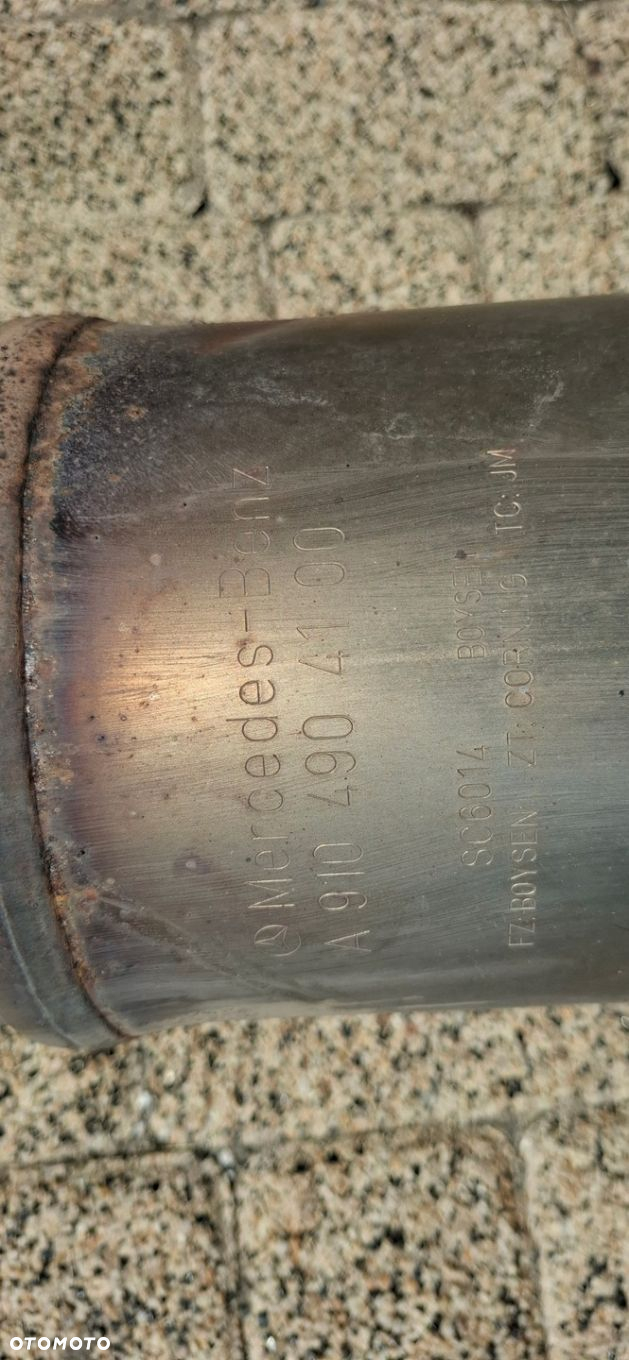 Mercedes-Benz
A 910 490 41 00
SC6014 BOYSEN
FZ: BOYSEN ZT: CORNING TC: JM
OTOMOTO